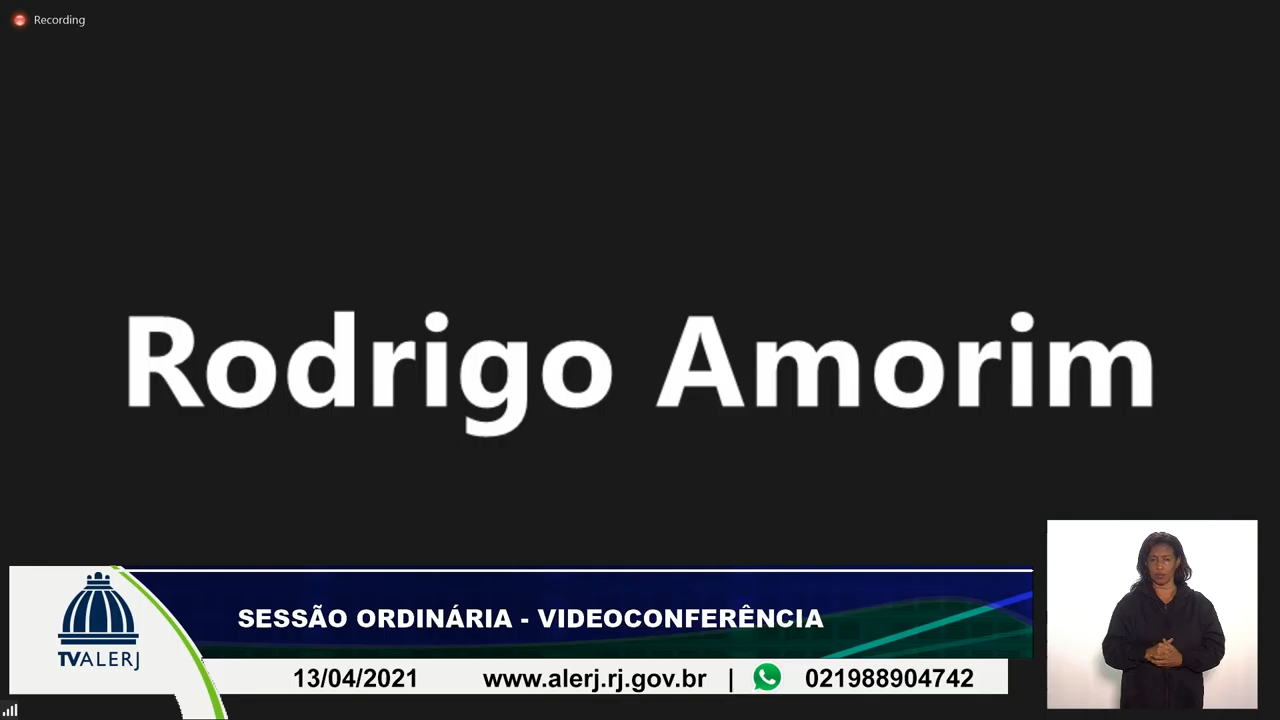 Recording
Rodrigo Amorim
SESSÃO ORDINÁRIA - VIDEOCONFERÊNCIA
TVALERJ
13/04/2021 www.alerj.rj.gov.br | 021988904742